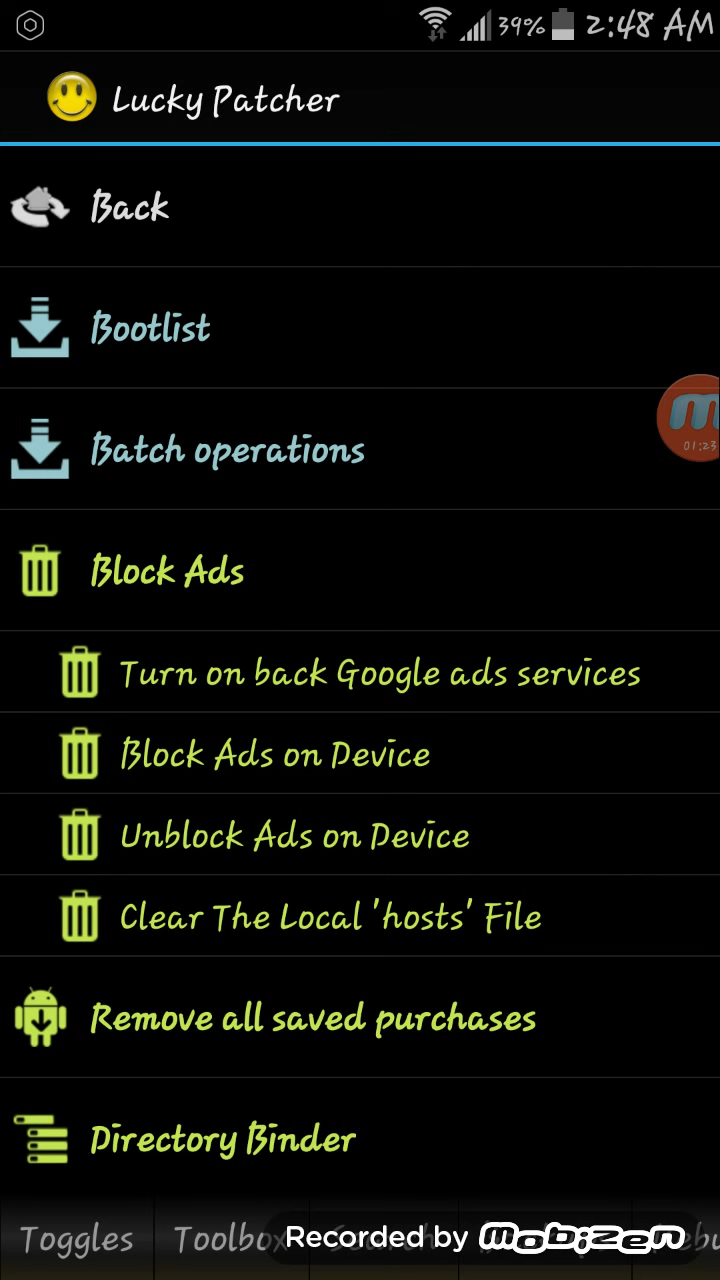 39% 2:48 AM
Lucky Patcher
Back
Bootlist
m
01:23
Batch operations
Block Ads
Turn on back Google ads services
Block Ads on Device
Unblock Ads on Device
Clear The Local 'hosts' File
Remove all saved purchases
Directory Binder
Toggles Toolbox
Recorded by mobizen